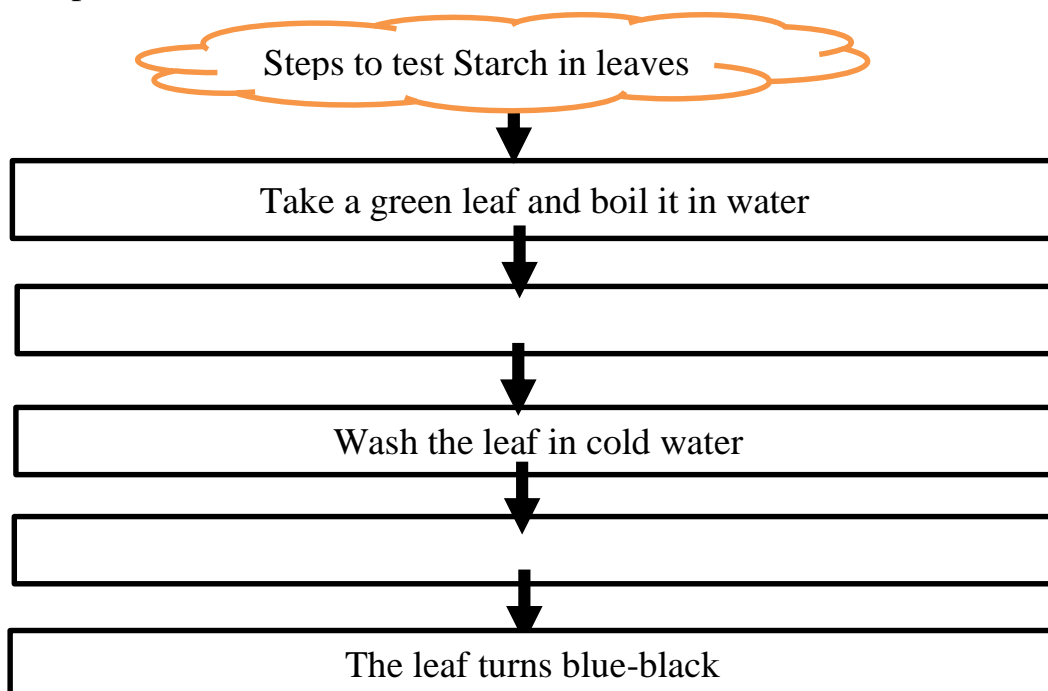 Steps to test Starch in leaves
Take a green leaf and boil it in water
Wash the leaf in cold water
The leaf turns blue-black